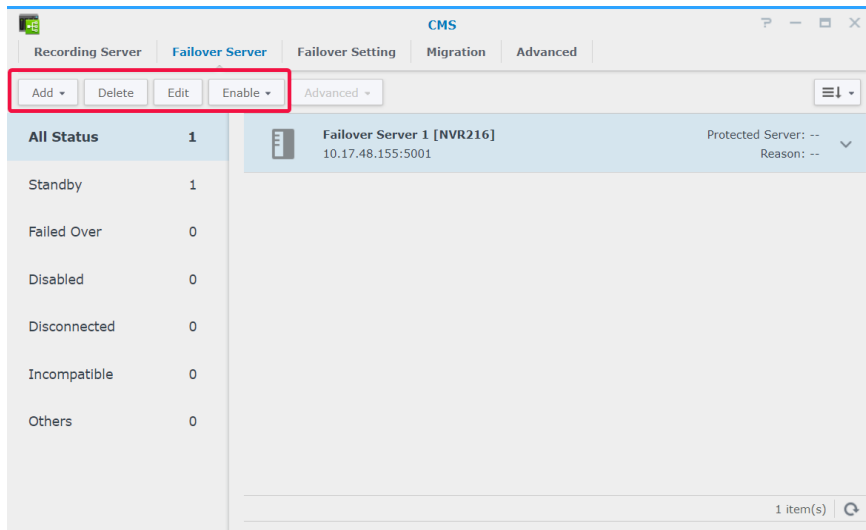 CMS
Recording Server Failover Server Failover Setting Migration Advanced
Add Delete Edit Enable Advanced
All Status 1
Standby 1
Failed Over 0
Disabled 0
Disconnected 0
Incompatible 0
Others 0
Failover Server 1 [NVR216] Protected Server: --
10.17.48.155:5001 Reason: --
1 item(s)